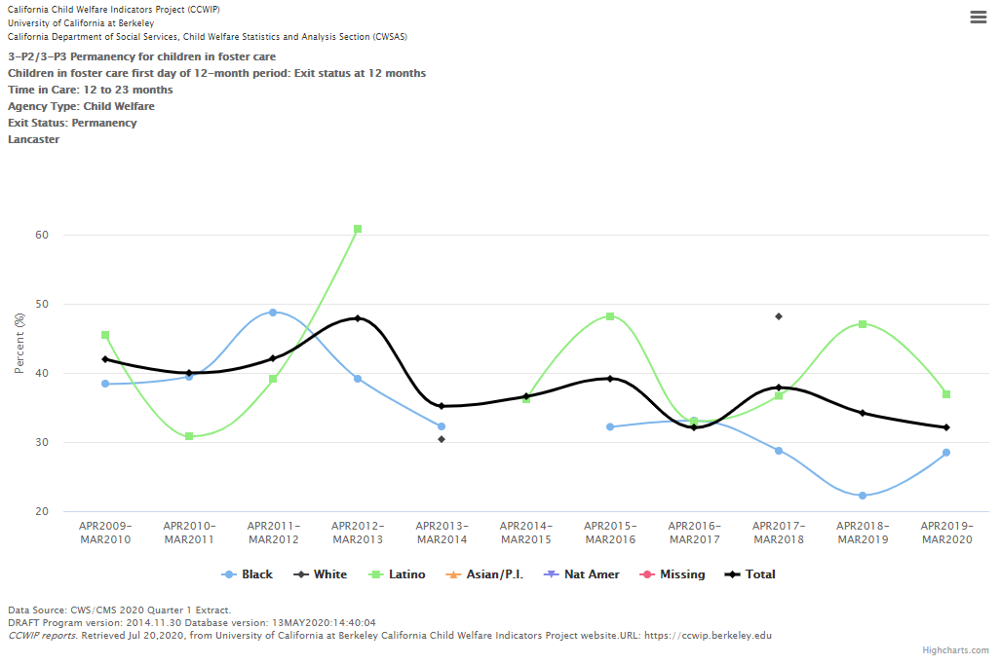 California Child Welfare Indicators Project (CCWIP)
University of California at Berkeley
California Department of Social Services, Child Welfare Statistics and Analysis Section (CWSAS)
3-P2/3-P3 Permanency for children in foster care
Children in foster care first day of 12-month period: Exit status at 12 months
Time in Care: 12 to 23 months
Agency Type: Child Welfare
Exit Status: Permanency
Lancaster
Percent (%)
60
50
40
30
20
APR2009-
MAR2010
APR2010-
MAR2011
APR2011-
MAR2012
APR2012-
MAR2013
APR2013-
MAR2014
APR2014-
MAR2015
APR2015-
MAR2016
APR2016-
MAR2017
APR2017-
MAR2018
APR2018-
MAR2019
APR2019-
MAR2020
Black White Latino Asian/P.I. Nat Amer Missing Total
Data Source: CWS/CMS 2020 Quarter 1 Extract.
DRAFT Program version: 2014.11.30 Database version: 13MAY2020:14:40:04
CCWIP reports. Retrieved Jul 20,2020, from University of California at Berkeley California Child Welfare Indicators Project website.URL: https://ccwip.berkeley.edu
Highcharts.com